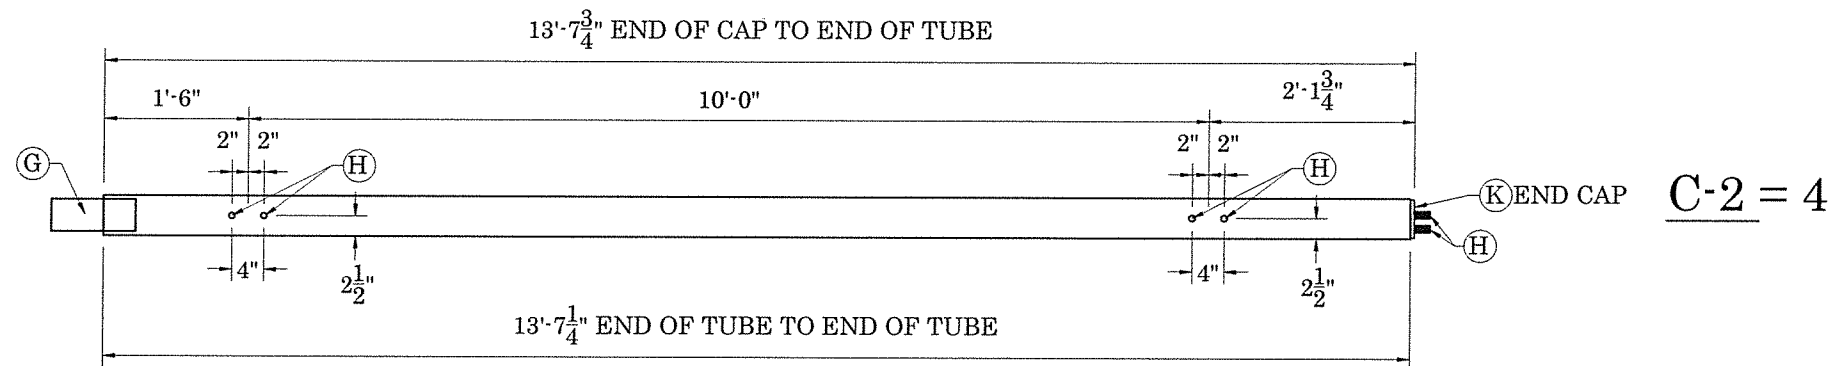 13'-7 3/4" END OF CAP TO END OF TUBE
1'-6"
10'-0"
2'-1 3/4"
2" 2"
2" 2"
G
H
H
K END CAP
C-2 = 4
H
4"
2 1/2"
4"
2 1/2"
13'-7 1/4" END OF TUBE TO END OF TUBE